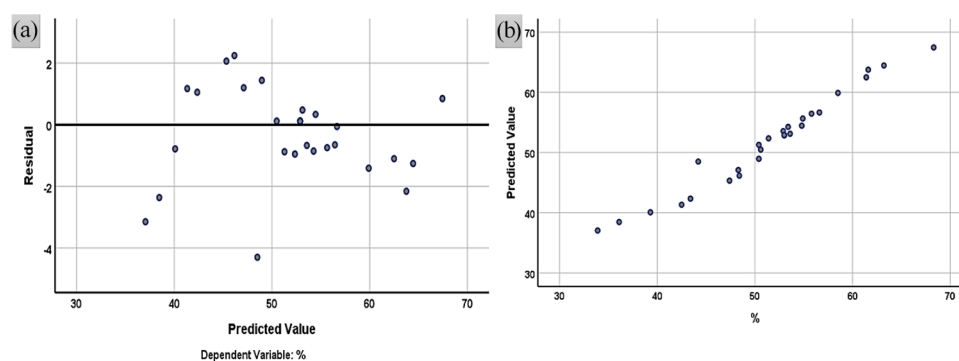 (a)
2
0
-2
-4
Residual
30 40 50 60 70
Predicted Value
Dependent Variable: %
(b)
70
60
50
40
30
Predicted Value
30 40 50 60 70
%